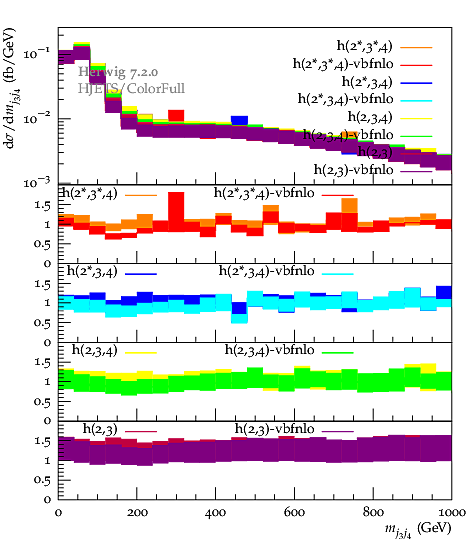 dσ/dm_{j₃j₄} (fb/GeV)
10⁻¹
10⁻²
10⁻³
Herwig 7.2.0
HJETS/ColorFull
h(2*,3*,4)
h(2*,3*,4)-vbfnlo
h(2*,3,4)
h(2*,3,4)-vbfnlo
h(2,3,4)
h(2,3,4)-vbfnlo
h(2,3)
h(2,3)-vbfnlo
h(2*,3*,4) h(2*,3*,4)-vbfnlo
1.5
1
0.5
0
h(2*,3,4) h(2*,3,4)-vbfnlo
1.5
1
0.5
0
h(2,3,4) h(2,3,4)-vbfnlo
1.5
1
0.5
0
h(2,3) h(2,3)-vbfnlo
1.5
1
0.5
0
0 200 400 600 800 1000
m_{j₃j₄} (GeV)